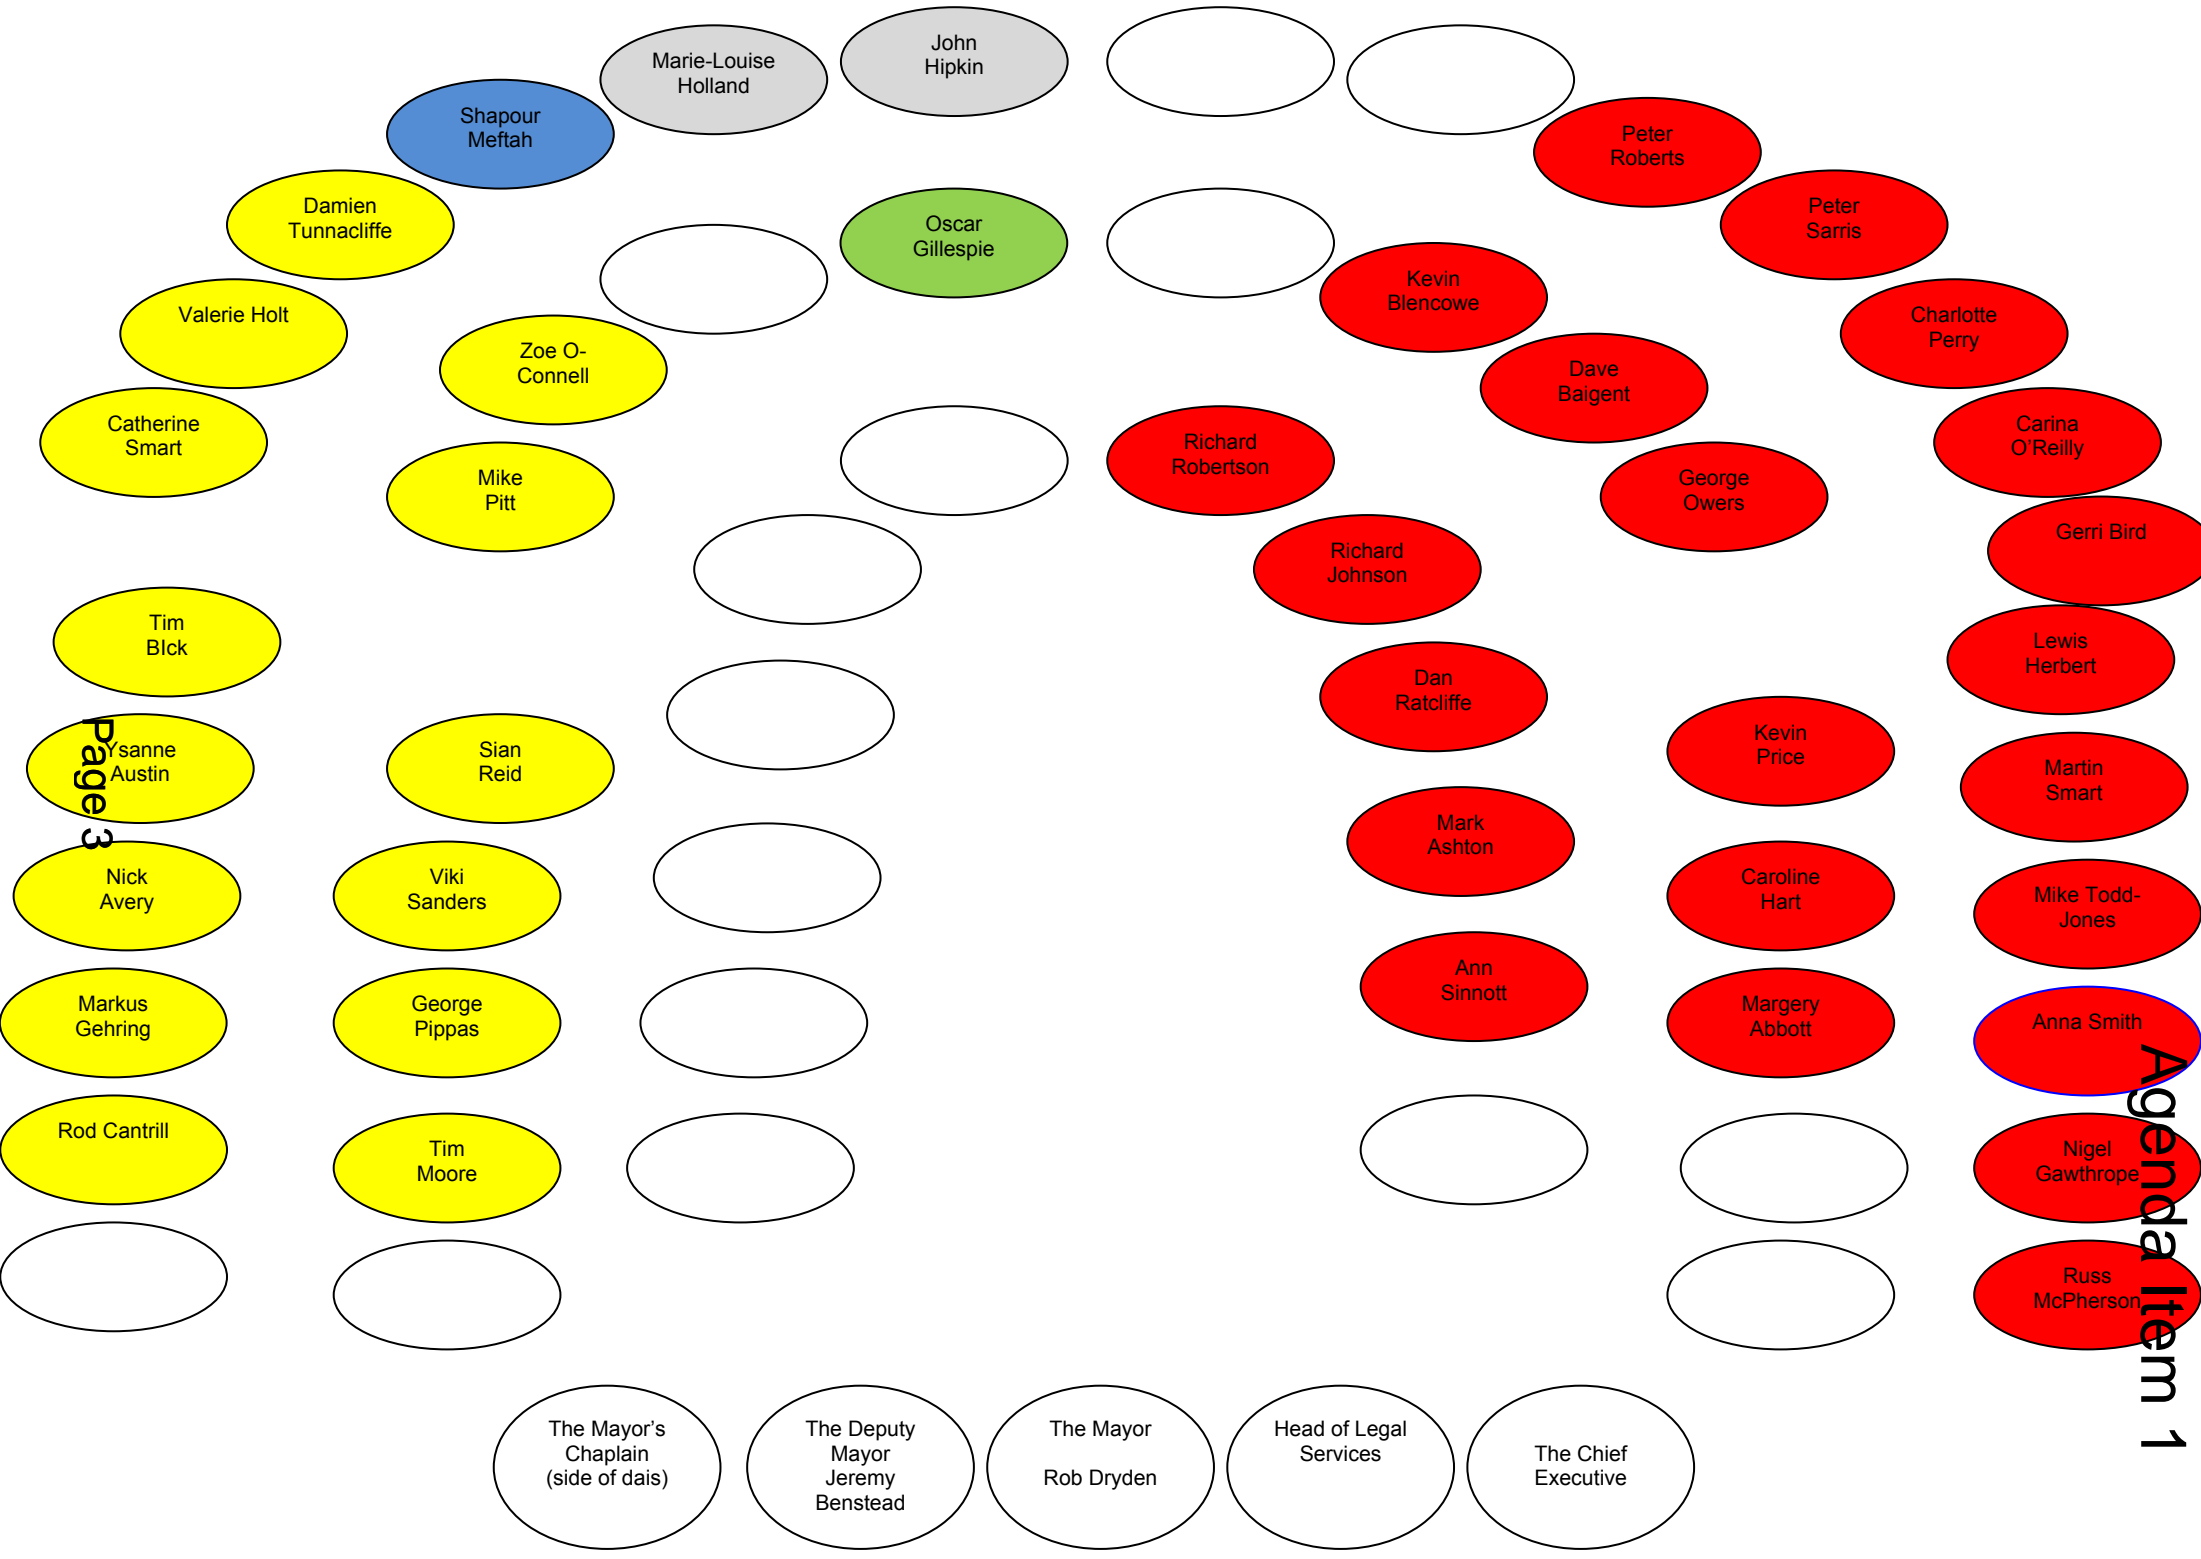 John
Hipkin
Marie-Louise
Holland
Shapour
Meftah
Peter
Roberts
Damien
Tunnacliffe
Oscar
Gillespie
Peter
Sarris
Kevin
Blencowe
Valerie Holt
Charlotte
Perry
Zoe O-
Connell
Dave
Baigent
Catherine
Smart
Richard
Robertson
Carina
O'Reilly
Mike
Pitt
George
Owers
Richard
Johnson
Gerri Bird
Tim
BIck
Lewis
Herbert
Dan
Ratcliffe
Page 3
Ysanne
Austin
Sian
Reid
Kevin
Price
Martin
Smart
Mark
Ashton
Nick
Avery
Viki
Sanders
Caroline
Hart
Mike Todd-
Jones
Ann
Sinnott
Markus
Gehring
George
Pippas
Margery
Abbott
Anna Smith
Agenda Item 1
Rod Cantrill
Tim
Moore
Nigel
Gawthrope
Russ
McPherson
The Mayor’s
Chaplain
(side of dais)
The Deputy
Mayor
Jeremy
Benstead
The Mayor
Rob Dryden
Head of Legal
Services
The Chief
Executive